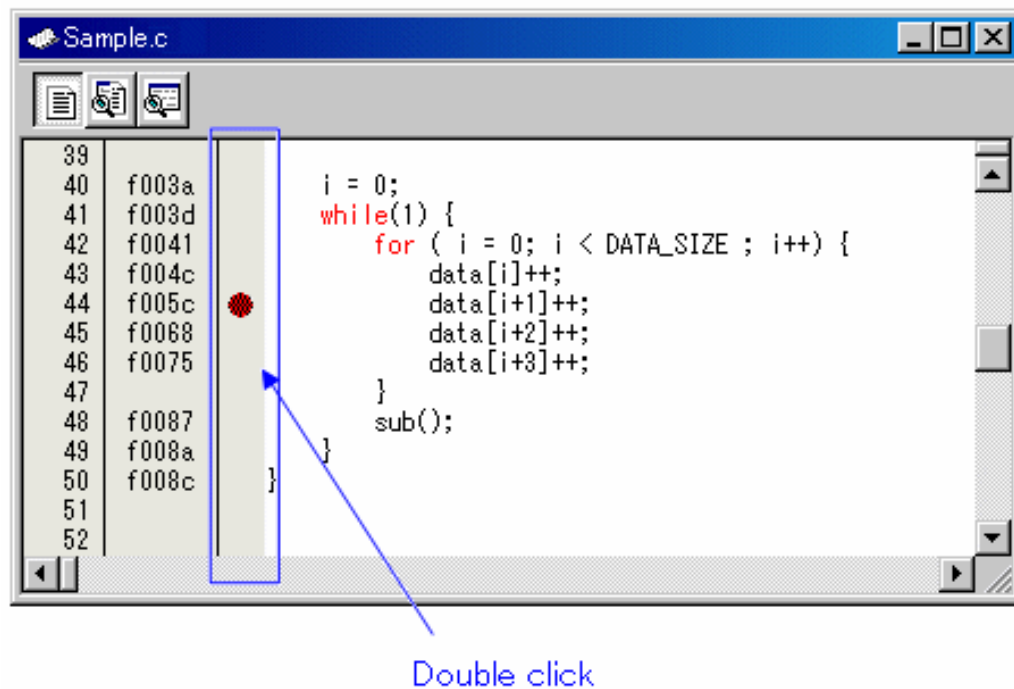 Sample.c
39
40 f003a i = 0;
41 f003d while(1) {
42 f0041 for ( i = 0; i < DATA_SIZE ; i++) {
43 f004c data[i]++;
44 f005c data[i+1]++;
45 f0068 data[i+2]++;
46 f0075 data[i+3]++;
47 }
48 f0087 sub();
49 f008a }
50 f008c }
51
52
Double click